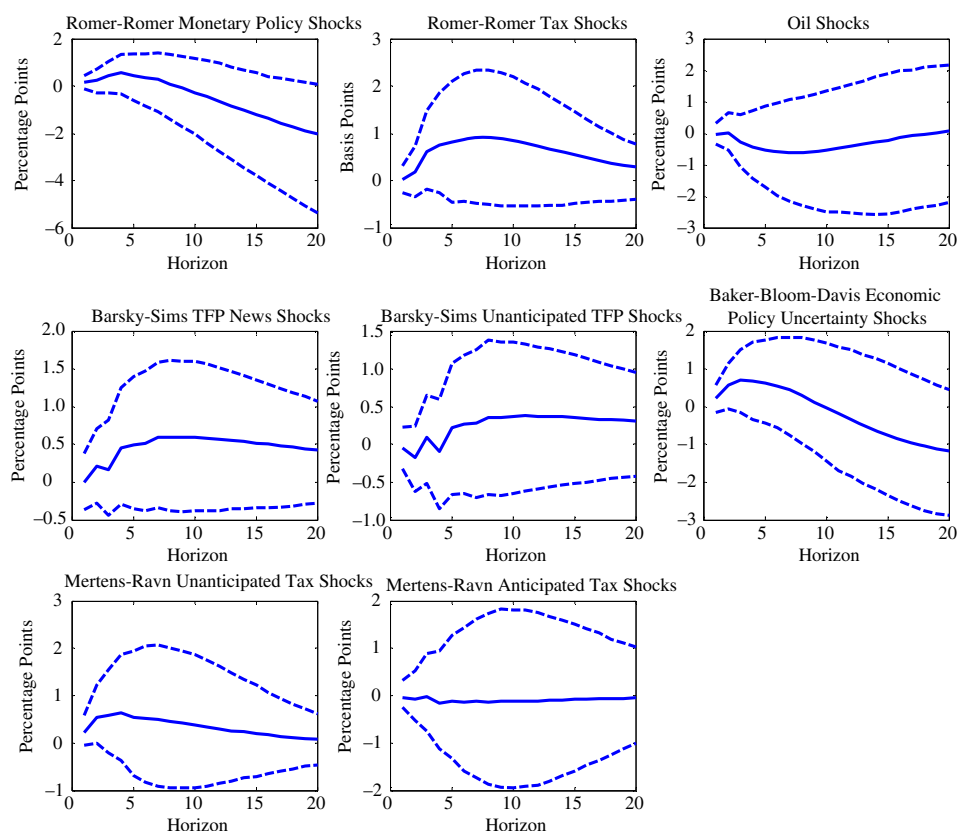 Romer-Romer Monetary Policy Shocks
Percentage Points
2
0
−2
−4
−6
0 5 10 15 20
Horizon
Romer-Romer Tax Shocks
Basis Points
3
2
1
0
−1
0 5 10 15 20
Horizon
Oil Shocks
Percentage Points
3
2
1
0
−1
−2
−3
0 5 10 15 20
Horizon
Barsky-Sims TFP News Shocks
Percentage Points
2.0
1.5
1.0
0.5
0
−0.5
0 5 10 15 20
Horizon
Barsky-Sims Unanticipated TFP Shocks
Percentage Points
1.5
1.0
0.5
0
−0.5
−1.0
0 5 10 15 20
Horizon
Baker-Bloom-Davis Economic
Policy Uncertainty Shocks
Percentage Points
2
1
0
−1
−2
−3
0 5 10 15 20
Horizon
Mertens-Ravn Unanticipated Tax Shocks
Percentage Points
3
2
1
0
−1
0 5 10 15 20
Horizon
Mertens-Ravn Anticipated Tax Shocks
Percentage Points
2
1
0
−1
−2
0 5 10 15 20
Horizon